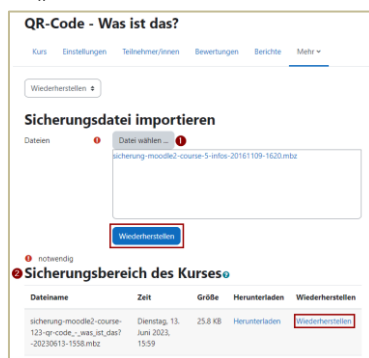 QR-Code - Was ist das?
Kurs Einstellungen Teilnehmer/innen Bewertungen Berichte Mehr
Wiederherstellen
Sicherungsdatei importieren
Dateien Datei wählen ... 1
sicherung-moodle2-course-5-infos-20161109-1620.mbz
Wiederherstellen
notwendig
2 Sicherungsbereich des Kurses
Dateiname Zeit Größe Herunterladen Wiederherstellen
sicherung-moodle2-course- Dienstag, 13. 25.8 KB Herunterladen Wiederherstellen
123-qr-code_-_was_ist_das? Juni 2023,
-20230613-1558.mbz 15:59